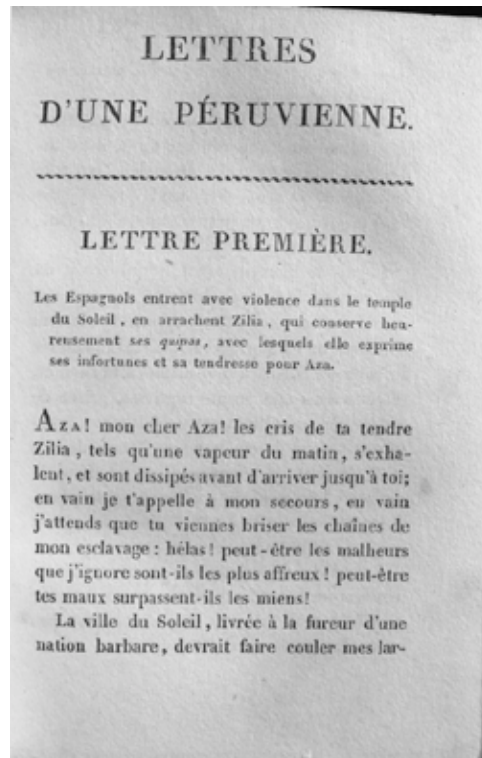 LETTRES
D'UNE PÉRUVIENNE.
LETTRE PREMIÈRE.
Les Espagnols entrent avec violence dans le temple
du Soleil, en arrachent Zilia, qui conserve heu-
reusement ses quipos, avec lesquels elle exprime
ses infortunes et sa tendresse pour Aza.
AZA! mon cher Aza! les cris de ta tendre
Zilia, tels qu'une vapeur du matin, s'exha-
lent, et sont dissipés avant d'arriver jusqu'à toi;
en vain je t'appelle à mon secours, en vain
j'attends que tu viennes briser les chaînes de
mon esclavage: hélas! peut-être les malheurs
que j'ignore sont-ils les plus affreux! peut-être
tes maux surpassent-ils les miens!
La ville du Soleil, livrée à la fureur d'une
nation barbare, devrait faire couler mes lar-